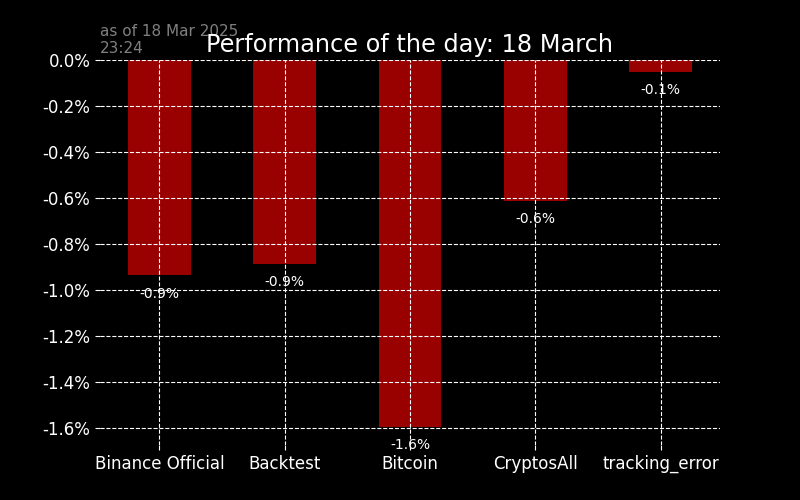 as of 18 Mar 2025
23:24
Performance of the day: 18 March
0.0%
-0.2%
-0.4%
-0.6%
-0.8%
-1.0%
-1.2%
-1.4%
-1.6%
-0.9%
-0.9%
-1.6%
-0.6%
-0.1%
Binance Official
Backtest
Bitcoin
CryptosAll
tracking_error